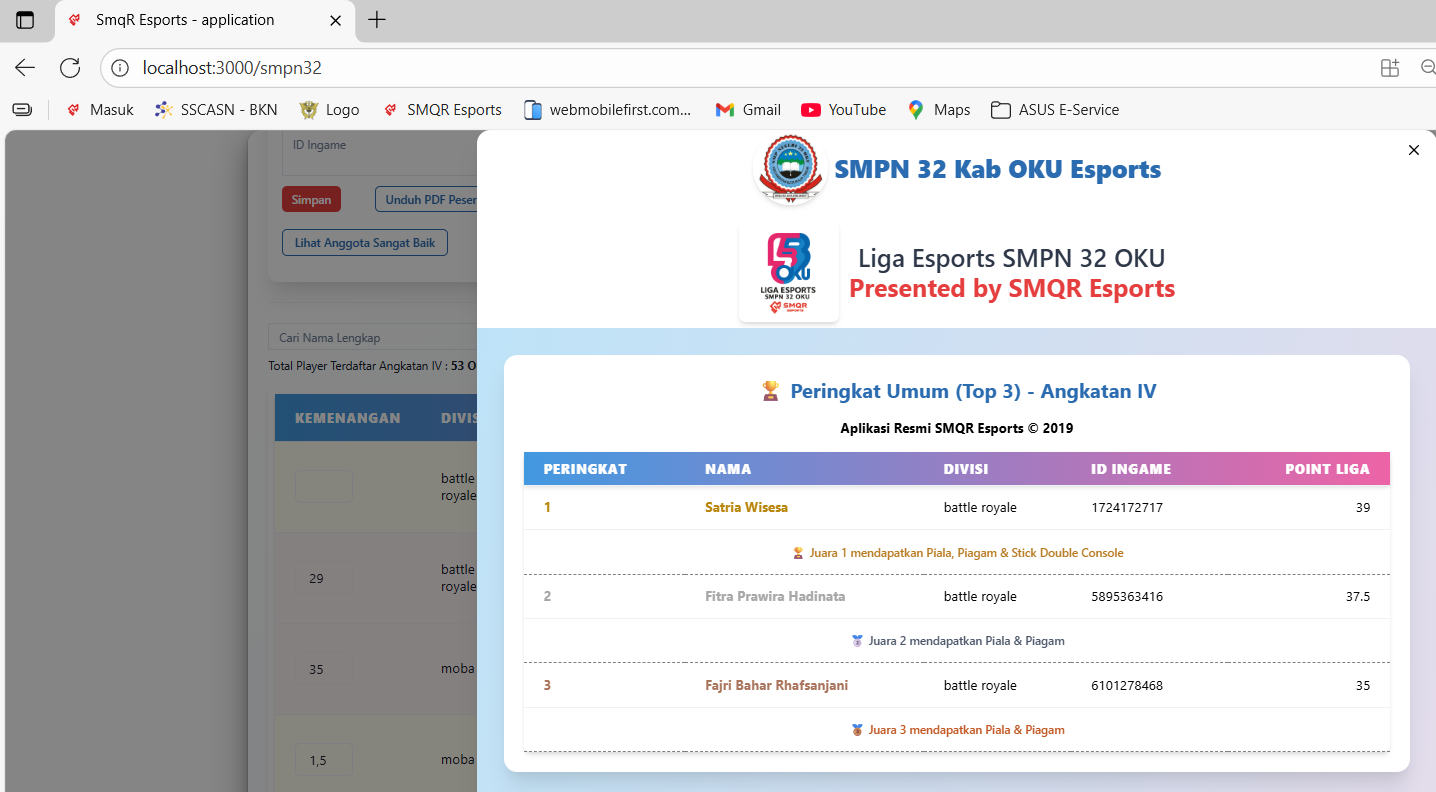 SmqR Esports - application
localhost:3000/smpn32
Masuk
SSCASN - BKN
Logo
SMQR Esports
webmobilefirst.com...
Gmail
YouTube
Maps
ASUS E-Service
ID Ingame
Simpan
Unduh PDF Peser
Lihat Anggota Sangat Baik
Cari Nama Lengkap
Total Player Terdaftar Angkatan IV : 53 O
KEMENANGAN DIVIS
battle
royale
29 battle
royale
35 moba
1,5 moba
SMPN 32 Kab OKU Esports
OKU
LIGA ESPORTS
SMPN 32 OKU
SMQR
ESPORTS
Liga Esports SMPN 32 OKU
Presented by SMQR Esports
Peringkat Umum (Top 3) - Angkatan IV
Aplikasi Resmi SMQR Esports © 2019
PERINGKAT NAMA DIVISI ID INGAME POINT LIGA
1 Satria Wisesa battle royale 1724172717 39
Juara 1 mendapatkan Piala, Piagam & Stick Double Console
2 Fitra Prawira Hadinata battle royale 5895363416 37.5
Juara 2 mendapatkan Piala & Piagam
3 Fajri Bahar Rhafsanjani battle royale 6101278468 35
Juara 3 mendapatkan Piala & Piagam